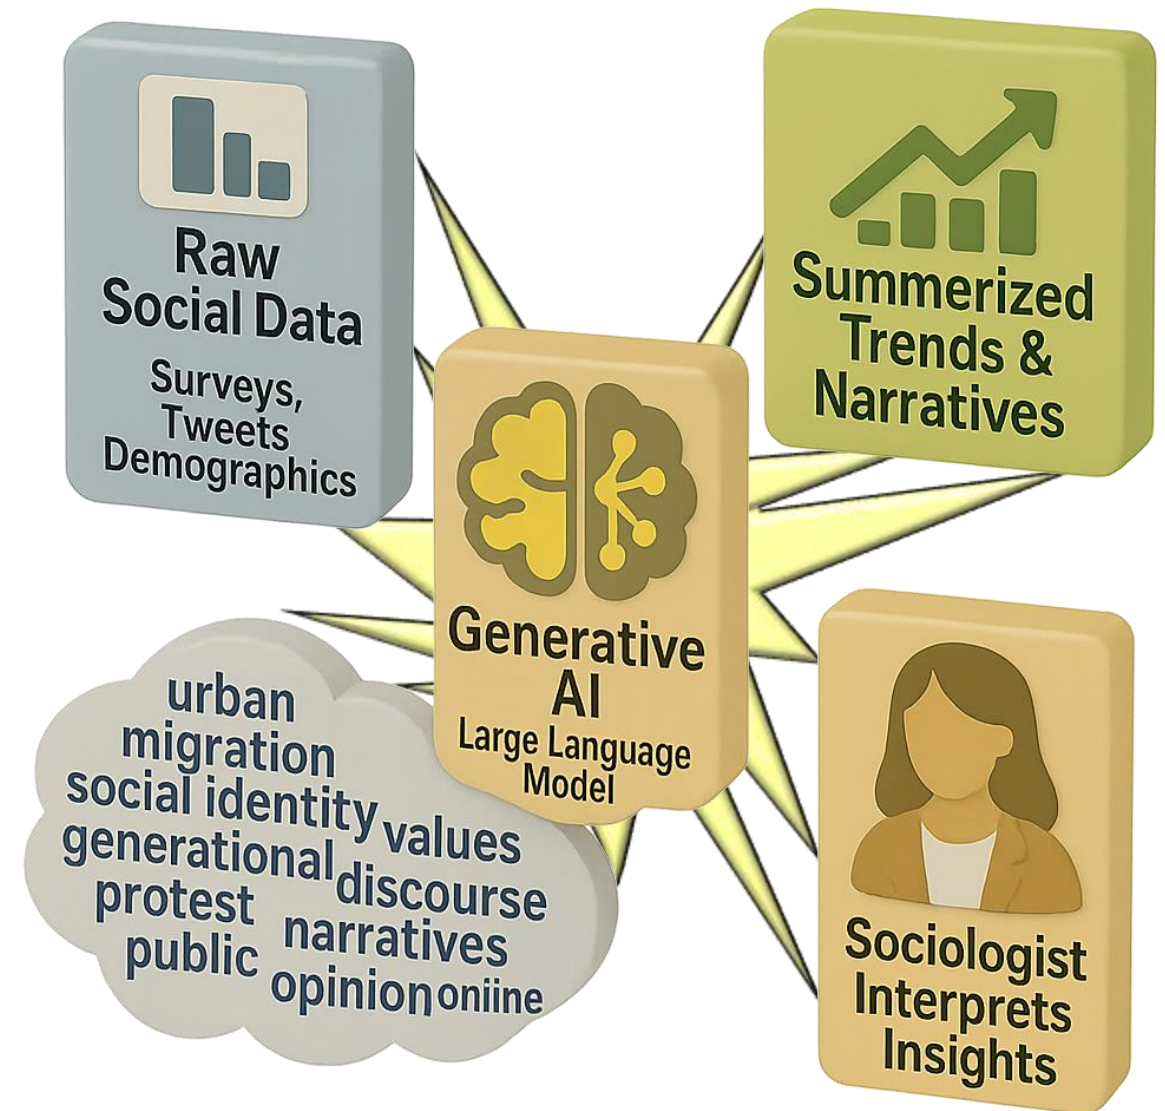 Raw
Social Data
Surveys,
Tweets
Demographics
Summerized
Trends &
Narratives
Generative
AI
Large Language
Model
urban
migration
social identity
values
generational
discourse
protest
narratives
public
opinion
oniine
Sociologist
Interprets
Insights